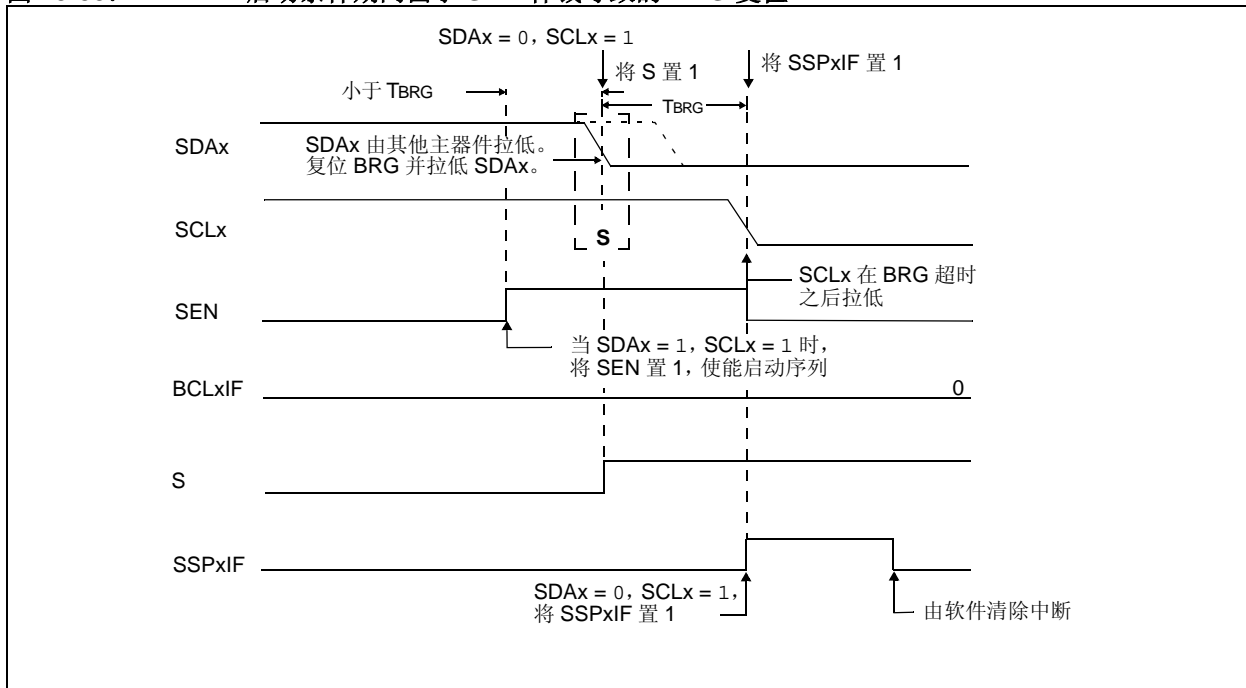 SDAx = 0，SCLx = 1
将 S 置 1
将 SSPxIF 置 1
小于 TBRG
TBRG
SDAx
SDAx 由其他主器件拉低。
复位 BRG 并拉低 SDAx。
SCLx
S
SCLx 在 BRG 超时
之后拉低
SEN
当 SDAx = 1，SCLx = 1 时，
将 SEN 置 1，使能启动序列
BCLxIF
0
S
SSPxIF
SDAx = 0，SCLx = 1，
将 SSPxIF 置 1
由软件清除中断